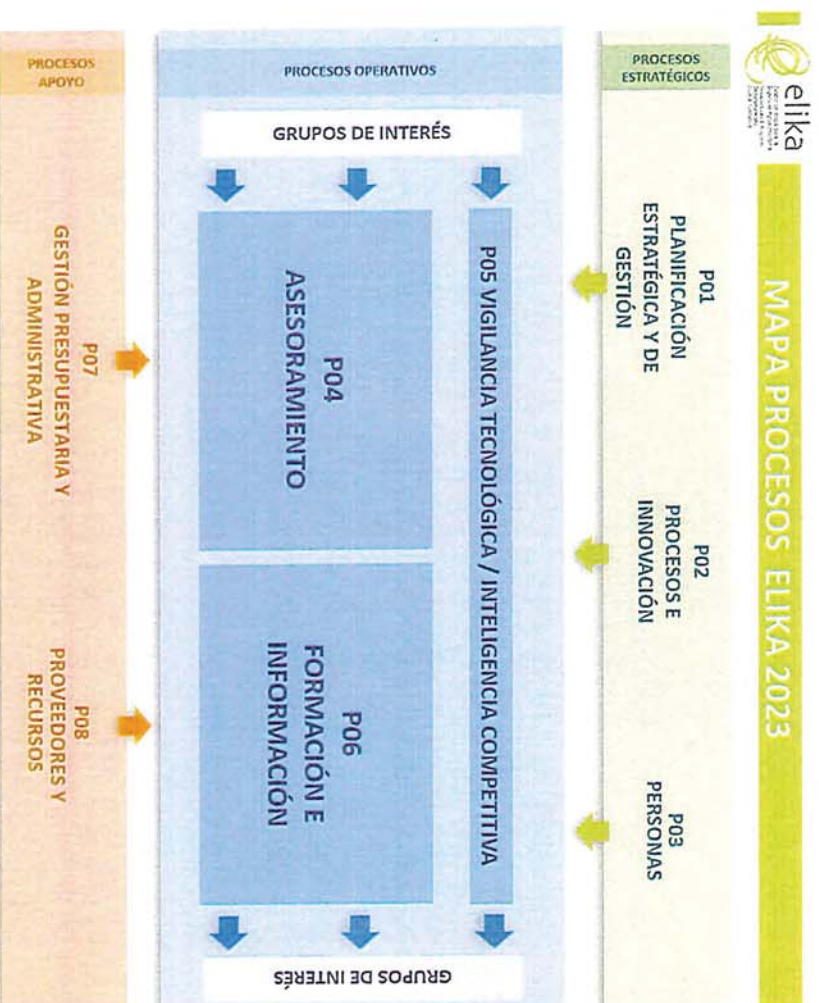 elika
MAPA PROCESOS ELIKA 2023
PROCESOS
ESTRATÉGICOS
P01
PLANIFICACIÓN
ESTRATÉGICA Y DE
GESTIÓN
P02
PROCESOS E
INNOVACIÓN
P03
PERSONAS
PROCESOS OPERATIVOS
GRUPOS DE INTERÉS
P05 VIGILANCIA TECNOLÓGICA / INTELIGENCIA COMPETITIVA
P04
ASESORAMIENTO
P06
FORMACIÓN E
INFORMACIÓN
GRUPOS DE INTERÉS
PROCESOS
APOYO
P07
GESTIÓN PRESUPUESTARIA Y
ADMINISTRATIVA
P08
PROVEEDORES Y
RECURSOS